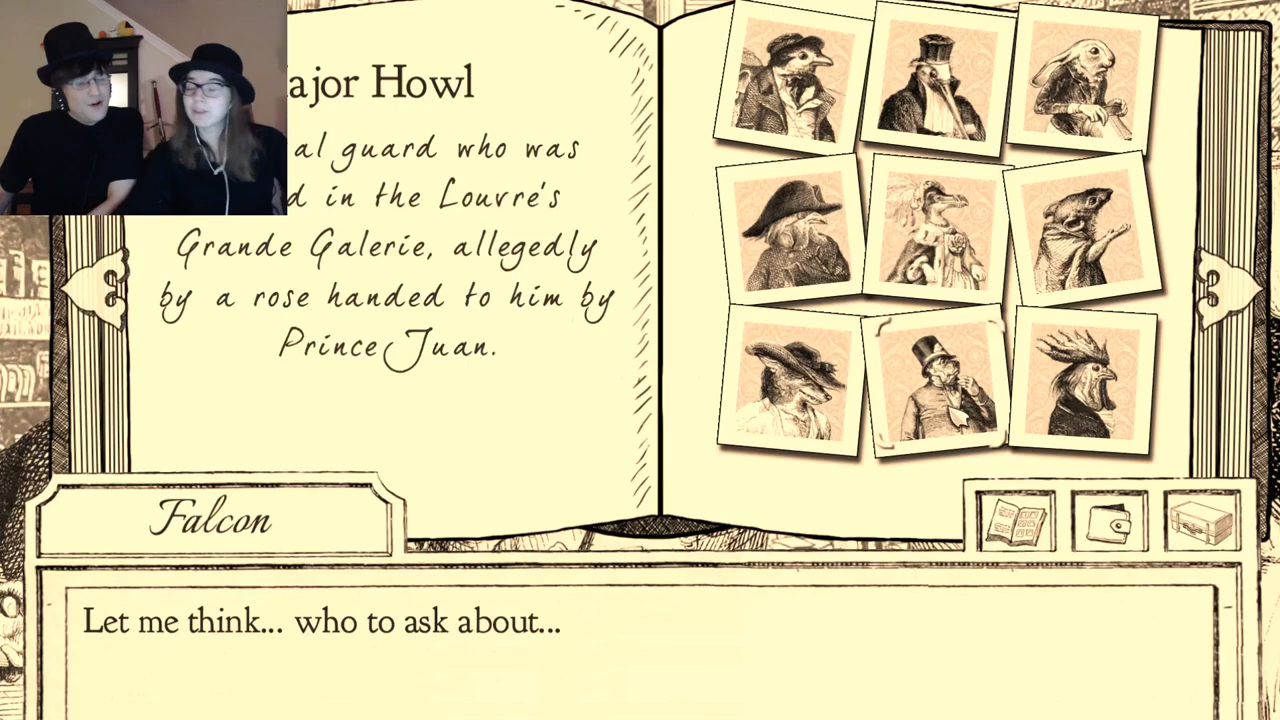 ajor Howl
al guard who was
d in the Louvre's
Grande Galerie, allegedly
by a rose handed to him by
Prince Juan.
Falcon
Let me think... who to ask about...